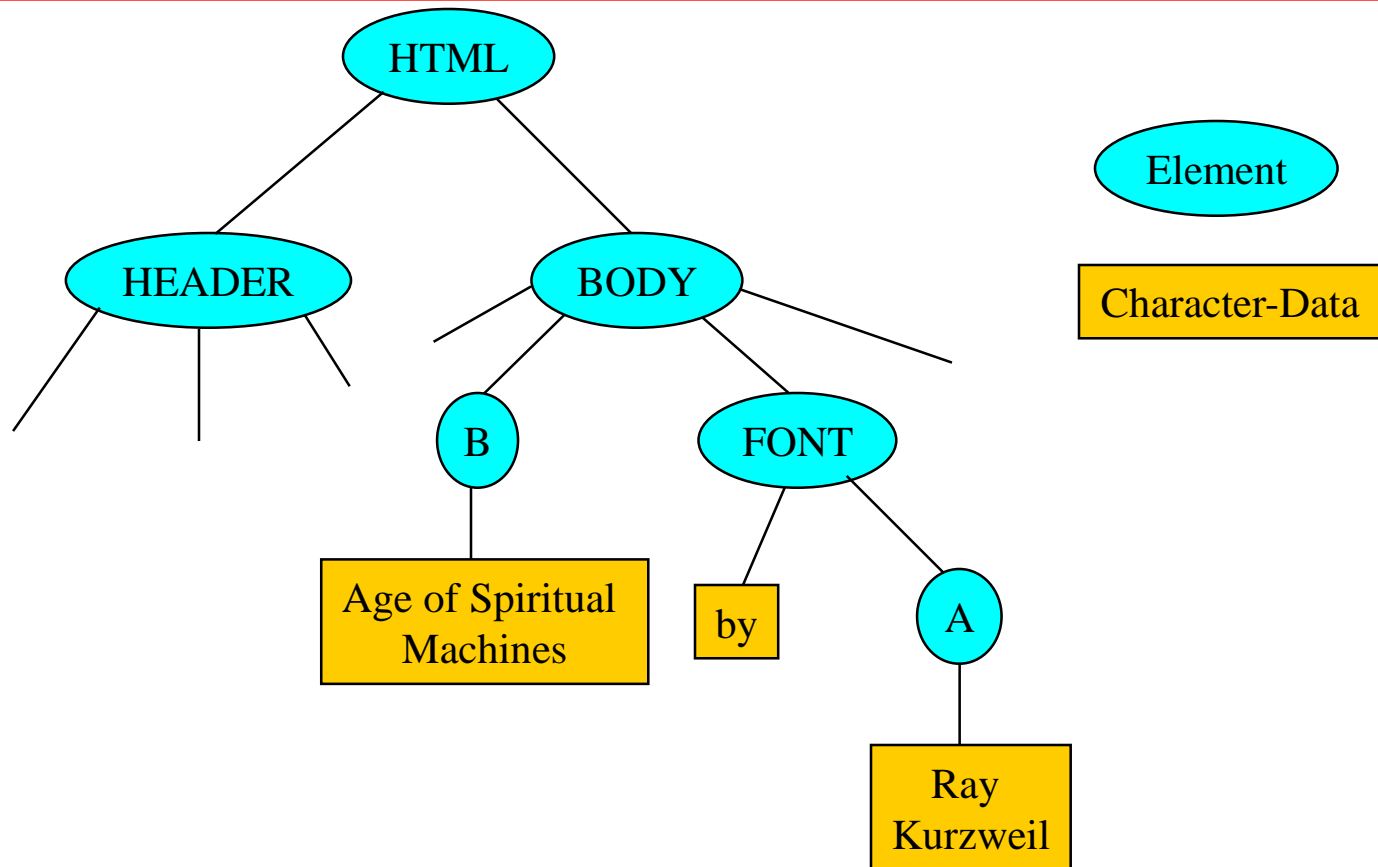 HTML
Element
HEADER
BODY
Character-Data
B
FONT
Age of Spiritual
Machines
by
A
Ray
Kurzweil